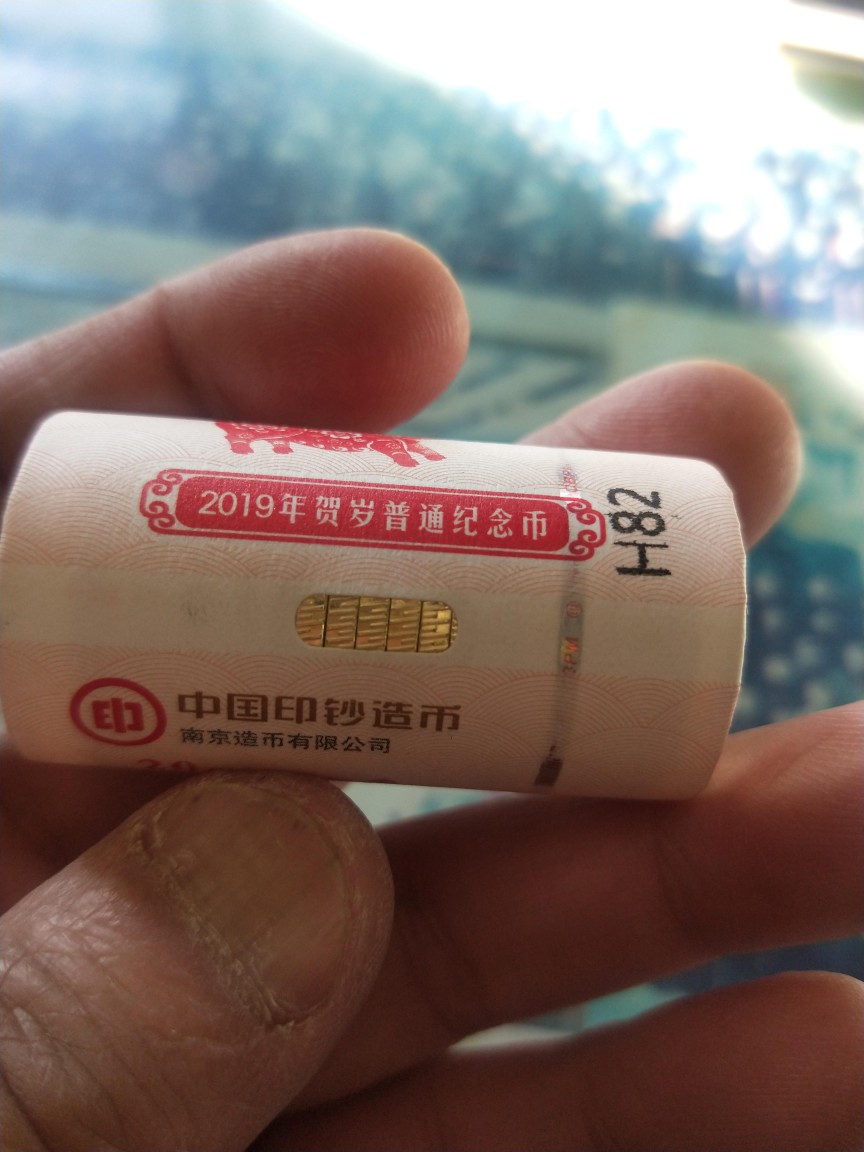 2019年贺岁普通纪念币
H82
印
中国印钞造币
南京造币有限公司